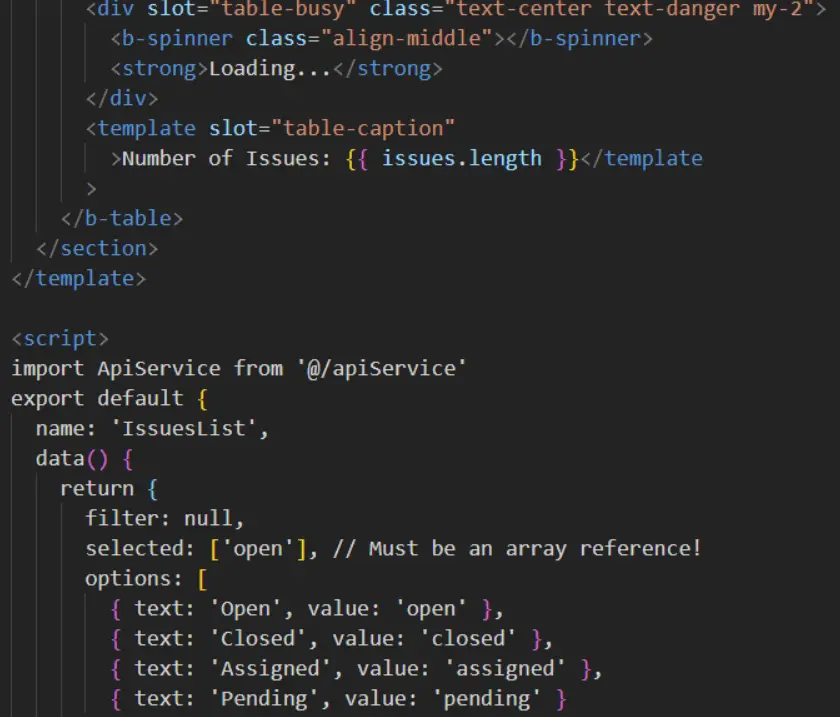 <div slot="table-busy" class="text-center text-danger my-2">
<b-spinner class="align-middle"></b-spinner>
<strong>Loading...</strong>
</div>
<template slot="table-caption"
>Number of Issues: {{ issues.length }}</template
>
</b-table>
</section>
</template>
<script>
import ApiService from '@/apiService'
export default {
name: 'IssuesList',
data() {
return {
filter: null,
selected: ['open'], // Must be an array reference!
options: [
{ text: 'Open', value: 'open' },
{ text: 'Closed', value: 'closed' },
{ text: 'Assigned', value: 'assigned' },
{ text: 'Pending', value: 'pending' }